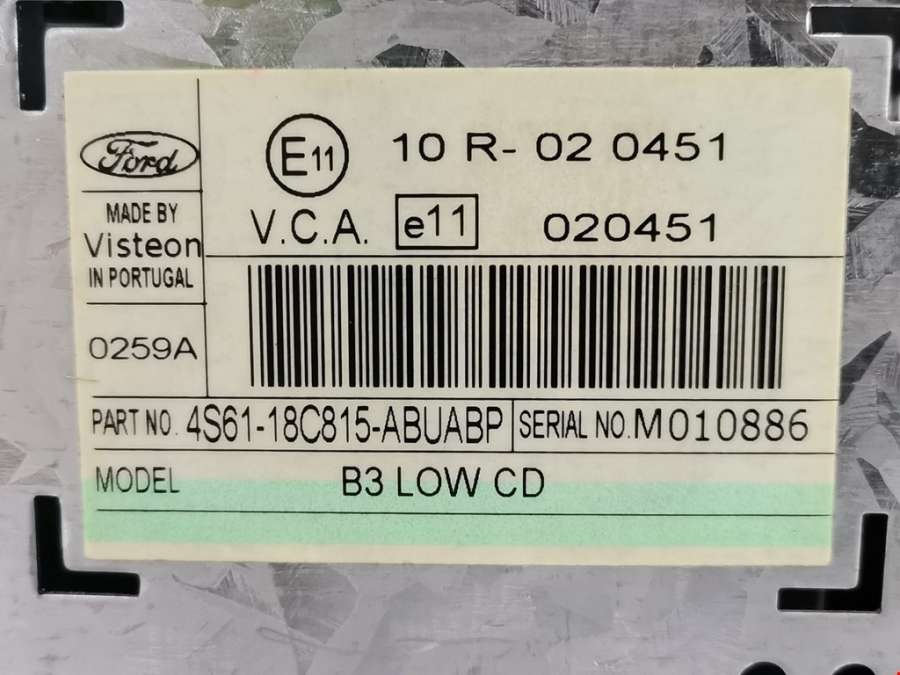 Ford
MADE BY
Visteon
IN PORTUGAL
0259A
E11 10 R- 02 0451
V.C.A. e11 020451
PART NO. 4S61-18C815-ABUABP SERIAL NO. M010886
MODEL B3 LOW CD